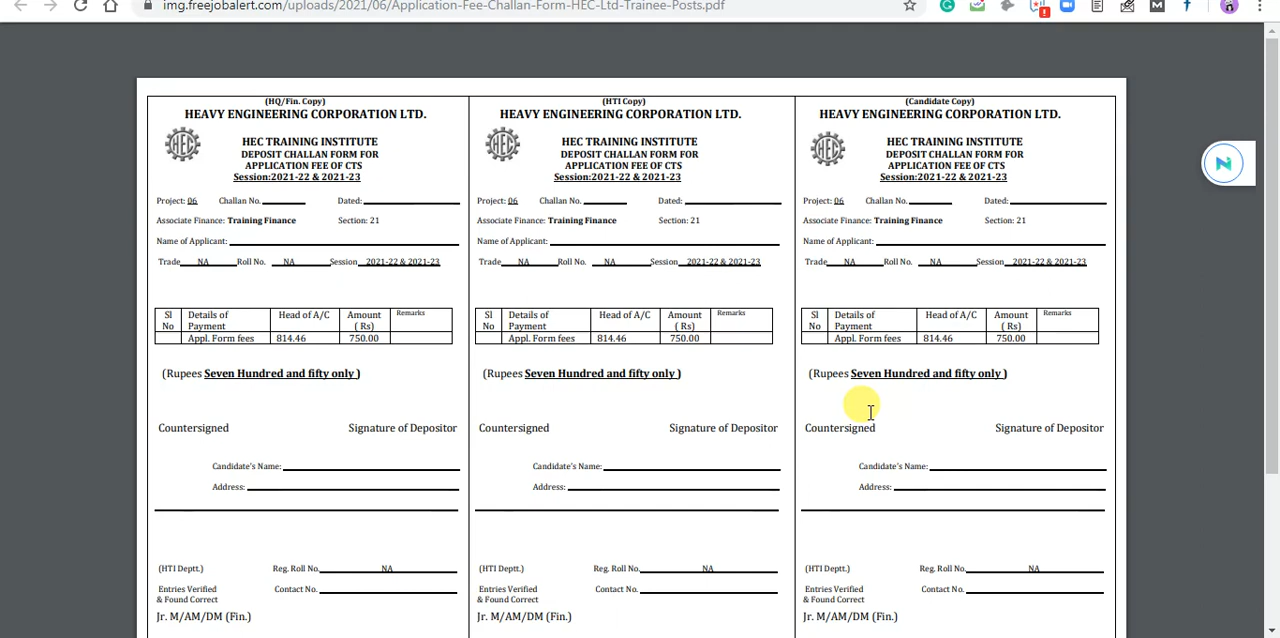 img.freejobalert.com/uploads/2021/06/Application-Fee-Challan-Form-HEC-Ltd-Trainee-Posts.pdf
(HQ/Fin. Copy)
HEAVY ENGINEERING CORPORATION LTD.
HEC
HEC TRAINING INSTITUTE
DEPOSIT CHALLAN FORM FOR
APPLICATION FEE OF CTS
Session:2021-22 & 2021-23
Project: 06 Challan No. Dated:
Associate Finance: Training Finance Section: 21
Name of Applicant:
Trade NA Roll No. NA Session 2021-22 & 2021-23
Sl No Details of Payment Head of A/C Amount ( Rs) Remarks
Appl. Form fees 814.46 750.00
(Rupees Seven Hundred and fifty only )
Countersigned Signature of Depositor
Candidate's Name:
Address:
(HTI Deptt.) Reg. Roll No. NA
Entries Verified Contact No.
& Found Correct
Jr. M/AM/DM (Fin.)
(HTI Copy)
HEAVY ENGINEERING CORPORATION LTD.
HEC
HEC TRAINING INSTITUTE
DEPOSIT CHALLAN FORM FOR
APPLICATION FEE OF CTS
Session:2021-22 & 2021-23
Project: 06 Challan No. Dated:
Associate Finance: Training Finance Section: 21
Name of Applicant:
Trade NA Roll No. NA Session 2021-22 & 2021-23
Sl No Details of Payment Head of A/C Amount ( Rs) Remarks
Appl. Form fees 814.46 750.00
(Rupees Seven Hundred and fifty only )
Countersigned Signature of Depositor
Candidate's Name:
Address:
(HTI Deptt.) Reg. Roll No. NA
Entries Verified Contact No.
& Found Correct
Jr. M/AM/DM (Fin.)
(Candidate Copy)
HEAVY ENGINEERING CORPORATION LTD.
HEC
HEC TRAINING INSTITUTE
DEPOSIT CHALLAN FORM FOR
APPLICATION FEE OF CTS
Session:2021-22 & 2021-23
Project: 06 Challan No. Dated:
Associate Finance: Training Finance Section: 21
Name of Applicant:
Trade NA Roll No. NA Session 2021-22 & 2021-23
Sl No Details of Payment Head of A/C Amount ( Rs) Remarks
Appl. Form fees 814.46 750.00
(Rupees Seven Hundred and fifty only )
Countersigned Signature of Depositor
Candidate's Name:
Address:
(HTI Deptt.) Reg. Roll No. NA
Entries Verified Contact No.
& Found Correct
Jr. M/AM/DM (Fin.)